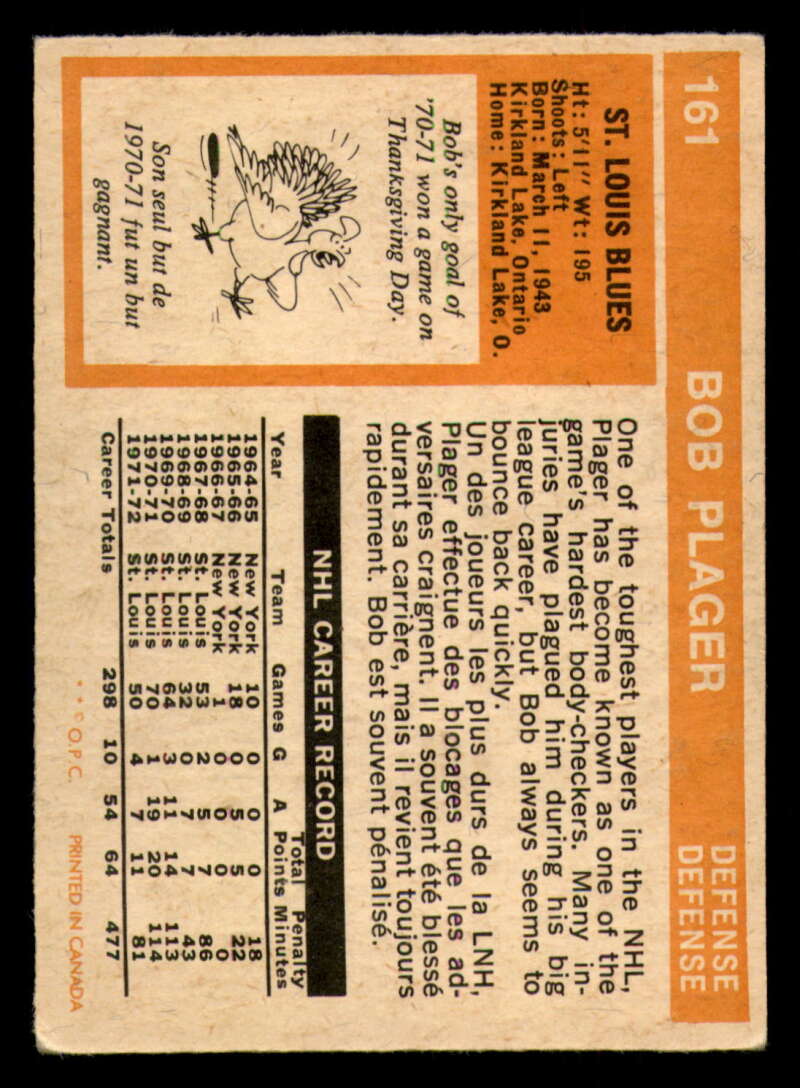 161 BOB PLAGER DEFENSE
DEFENSE
ST. LOUIS BLUES
Ht: 5'11" Wt: 195
Shoots: Left
Born: March 11, 1943
Kirkland Lake, Ontario
Home: Kirkland Lake, O.
Bob's only goal of
'70-71 won a game on
Thanksgiving Day.
Son seul but de
1970-71 fut un but
gagnant.
One of the toughest players in the NHL,
Plager has become known as one of the
game's hardest body-checkers. Many in-
juries have plagued him during his big
league career, but Bob always seems to
bounce back quickly.
Un des joueurs les plus durs de la LNH,
Plager effectue des blocages que les ad-
versaires craignent. Il a souvent été blessé
durant sa carrière, mais il revient toujours
rapidement. Bob est souvent pénalisé.
NHL CAREER RECORD
Total Penalty
Year Team Games G A Points Minutes
1964-65 New York 10 0 0 0 18
1965-66 New York 18 0 5 5 22
1966-67 New York 1 0 0 0 0
1967-68 St. Louis 53 2 5 7 86
1968-69 St. Louis 32 0 7 7 43
1969-70 St. Louis 64 3 11 14 113
1970-71 St. Louis 70 1 19 20 114
1971-72 St. Louis 50 4 7 11 81
Career Totals 298 10 54 64 477
* * © O.P.C. PRINTED IN CANADA